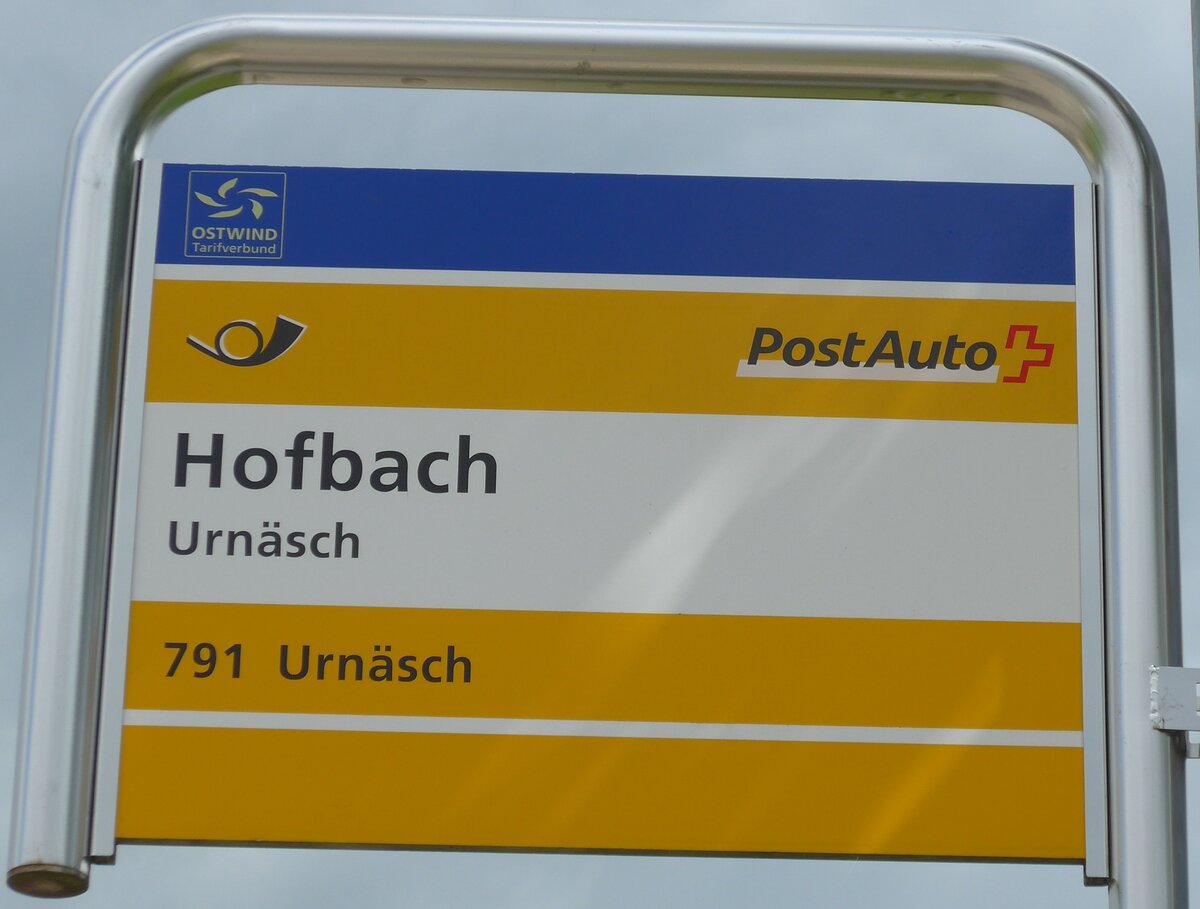 OSTWIND
Tarifverbund
PostAuto
Hofbach
Urnäsch
791 Urnäsch